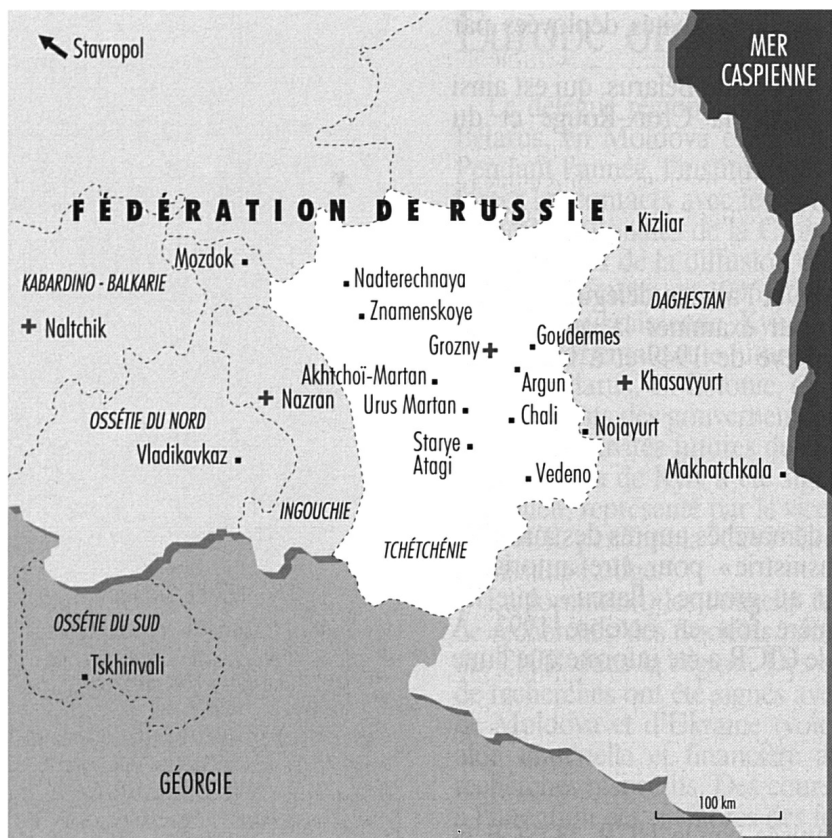 Stavropol
MER
CASPIENNE
FÉDÉRATION DE RUSSIE
Kizliar
Mozdok
KABARDINO - BALKARIE
Nadterechnaya
DAGHESTAN
Znamenskoye
Naltchik
Goudermes
Grozny
Akhtchoï-Martan
Argun
Khasavyurt
Nazran
Urus Martan
OSSÉTIE DU NORD
Chali
Nojayurt
Starye
Atagi
Vladikavkaz
Vedeno
Makhatchkala
INGOUCHIE
TCHÉTCHÉNIE
OSSÉTIE DU SUD
Tskhinvali
GÉORGIE
100 km